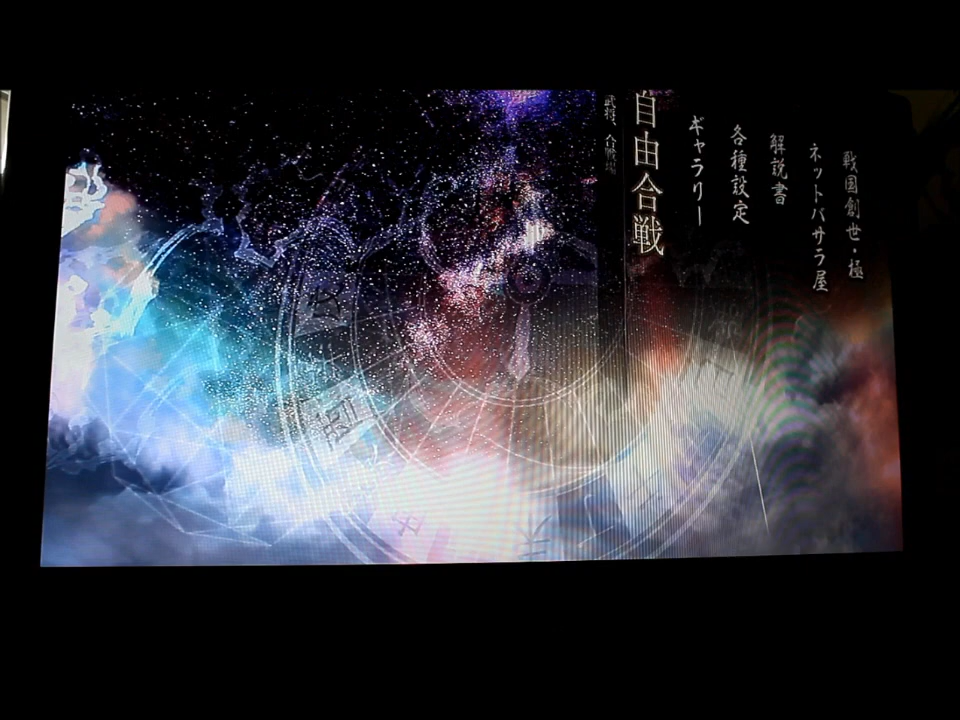 戦国創世・極
ネットバサラ屋
解説書
各種設定
ギャラリー
自由合戦